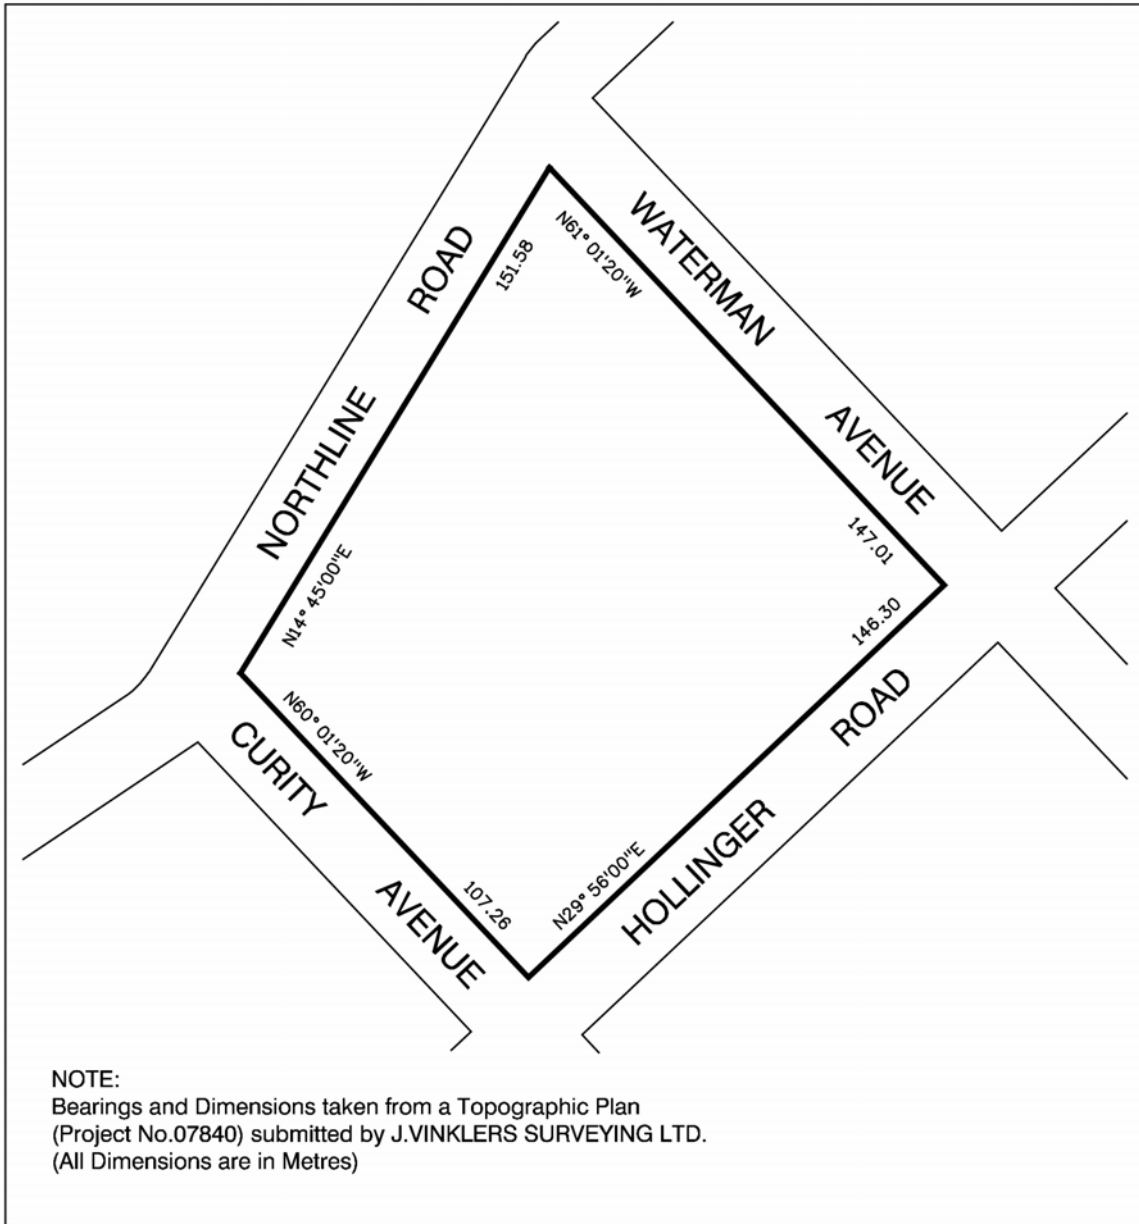 NORTHLINE ROAD
151.58
N14° 45'00"E
N61° 01'20"W
WATERMAN AVENUE
147.01
146.30
N29° 56'00"E
HOLLINGER ROAD
N60° 01'20"W
107.26
CURITY AVENUE
NOTE:
Bearings and Dimensions taken from a Topographic Plan
(Project No.07840) submitted by J.VINKLERS SURVEYING LTD.
(All Dimensions are in Metres)